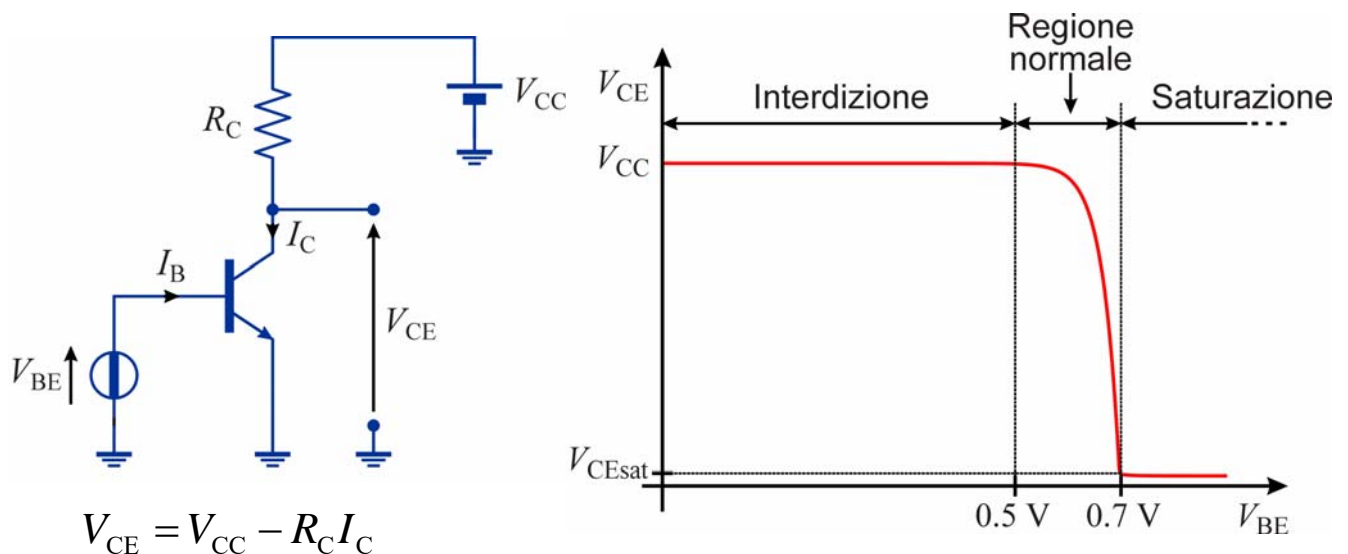 R_C
V_CC
I_C
I_B
V_CE
V_BE
V_CE = V_CC − R_C I_C
Regione
normale
V_CE
Interdizione
Saturazione
V_CC
V_CEsat
0.5 V
0.7 V
V_BE